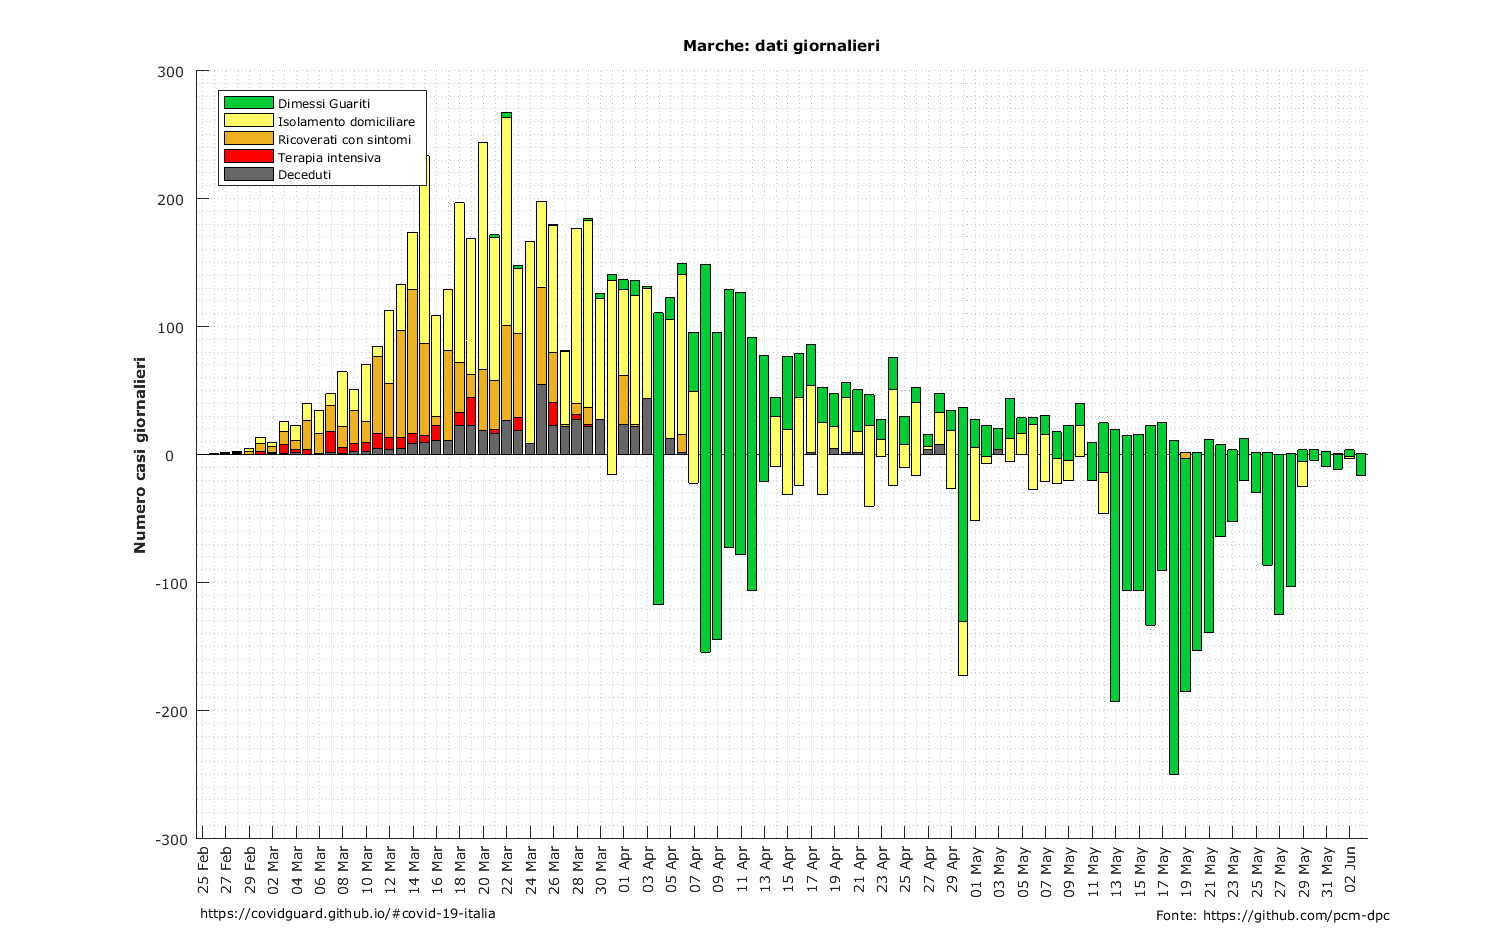 Marche: dati giornalieri
300
200
100
0
-100
-200
-300
Numero casi giornalieri
Dimessi Guariti
Isolamento domiciliare
Ricoverati con sintomi
Terapia intensiva
Deceduti
25 Feb
27 Feb
29 Feb
02 Mar
04 Mar
06 Mar
08 Mar
10 Mar
12 Mar
14 Mar
16 Mar
18 Mar
20 Mar
22 Mar
24 Mar
26 Mar
28 Mar
30 Mar
01 Apr
03 Apr
05 Apr
07 Apr
09 Apr
11 Apr
13 Apr
15 Apr
17 Apr
19 Apr
21 Apr
23 Apr
25 Apr
27 Apr
29 Apr
01 May
03 May
05 May
07 May
09 May
11 May
13 May
15 May
17 May
19 May
21 May
23 May
25 May
27 May
29 May
31 May
02 Jun
https://covidguard.github.io/#covid-19-italia
Fonte: https://github.com/pcm-dpc